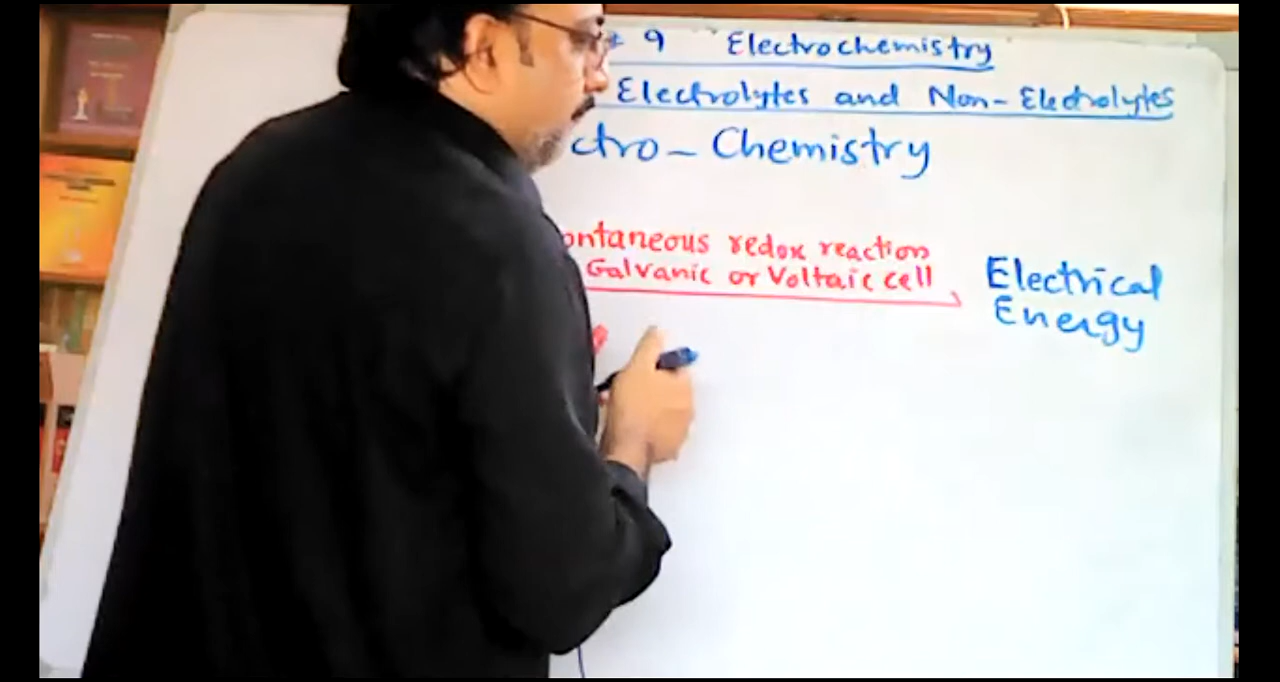 # 9 Electrochemistry
Electrolytes and Non-Electrolytes
ctro-Chemistry
ontaneous redox reaction
Galvanic or Voltaic cell
Electrical
Energy